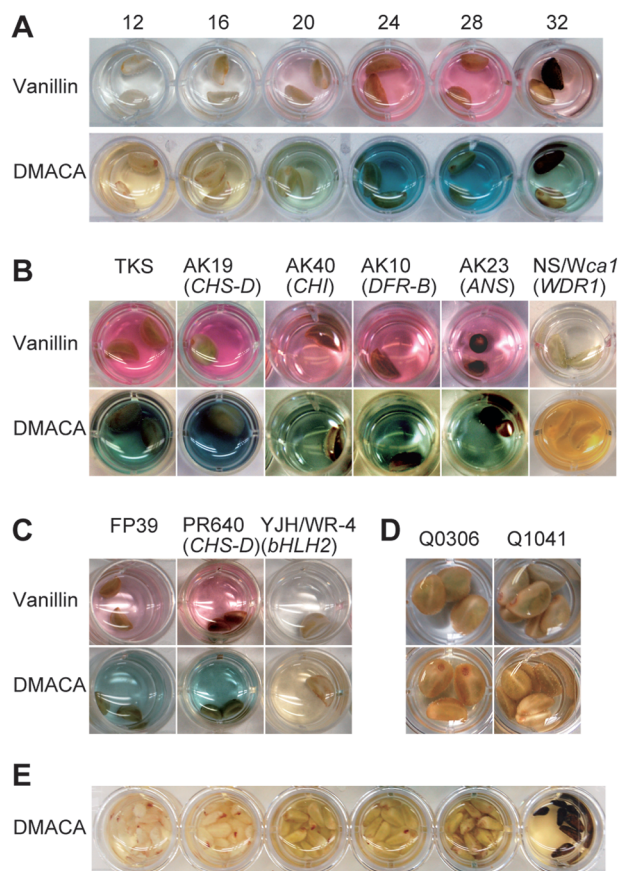 A
12 16 20 24 28 32
Vanillin
DMACA
B
TKS AK19 AK40 AK10 AK23 NS/Wca1
(CHS-D) (CHI) (DFR-B) (ANS) (WDR1)
Vanillin
DMACA
C
FP39 PR640 YJH/WR-4
(CHS-D) (bHLH2)
Vanillin
DMACA
D
Q0306 Q1041
E
DMACA